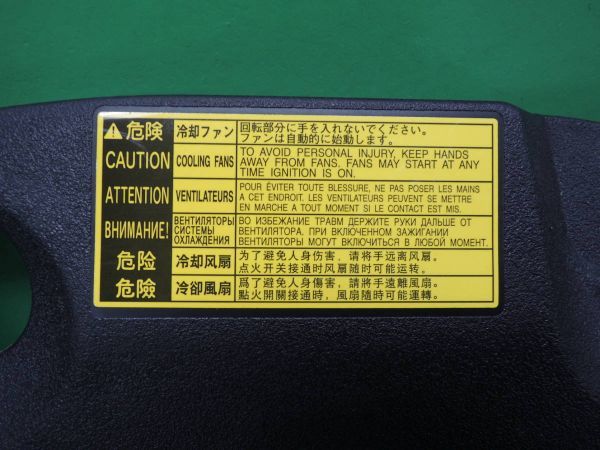 危険
冷却ファン
回転部分に手を入れないでください。
ファンは自動的に始動します。
CAUTION
COOLING FANS
TO AVOID PERSONAL INJURY, KEEP HANDS
AWAY FROM FANS. FANS MAY START AT ANY
TIME IGNITION IS ON.
ATTENTION
VENTILATEURS
POUR ÉVITER TOUTE BLESSURE, NE PAS POSER LES MAINS
A CET ENDROIT. LES VENTILATEURS PEUVENT SE METTRE
EN MARCHE A TOUT MOMENT SI LE CONTACT EST MIS.
ВНИМАНИЕ!
ВЕНТИЛЯТОРЫ
СИСТЕМЫ
ОХЛАЖДЕНИЯ
ВО ИЗБЕЖАНИЕ ТРАВМ ДЕРЖИТЕ РУКИ ДАЛЬШЕ ОТ
ВЕНТИЛЯТОРА. ПРИ ВКЛЮЧЕННОМ ЗАЖИГАНИИ
ВЕНТИЛЯТОРЫ МОГУТ ВКЛЮЧИТЬСЯ В ЛЮБОЙ МОМЕНТ.
危险
冷却风扇
为了避免人身伤害，请将手远离风扇。
点火开关接通时风扇随时可能运转。
危險
冷卻風扇
爲了避免人身傷害，請將手遠離風扇。
點火開關接通時，風扇隨時可能運轉。